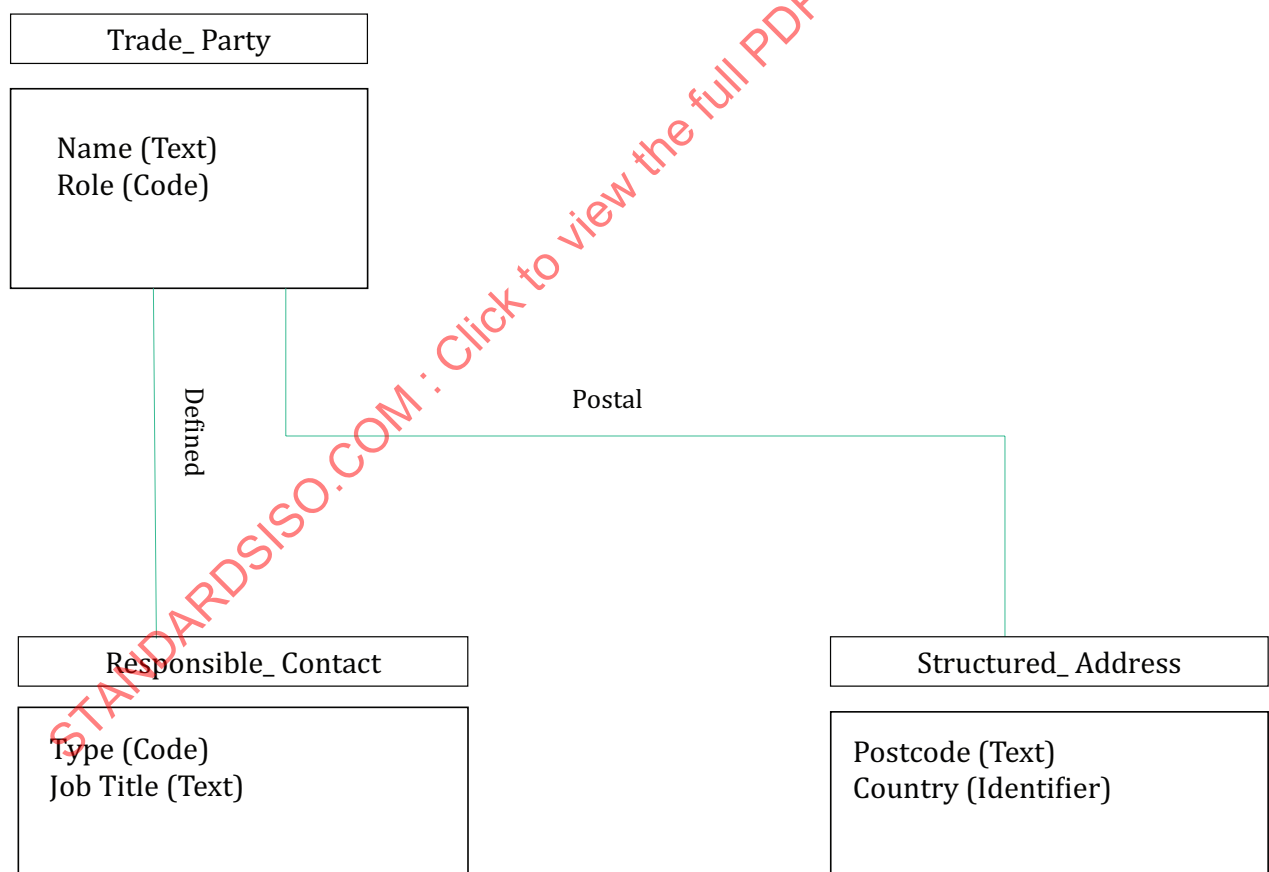 Trade_ Party
Name (Text)
Role (Code)
Defined
Postal
Responsible_ Contact
Type (Code)
Job Title (Text)
Structured_ Address
Postcode (Text)
Country (Identifier)
STANDARDSISO.COM : Click to view the full PDF